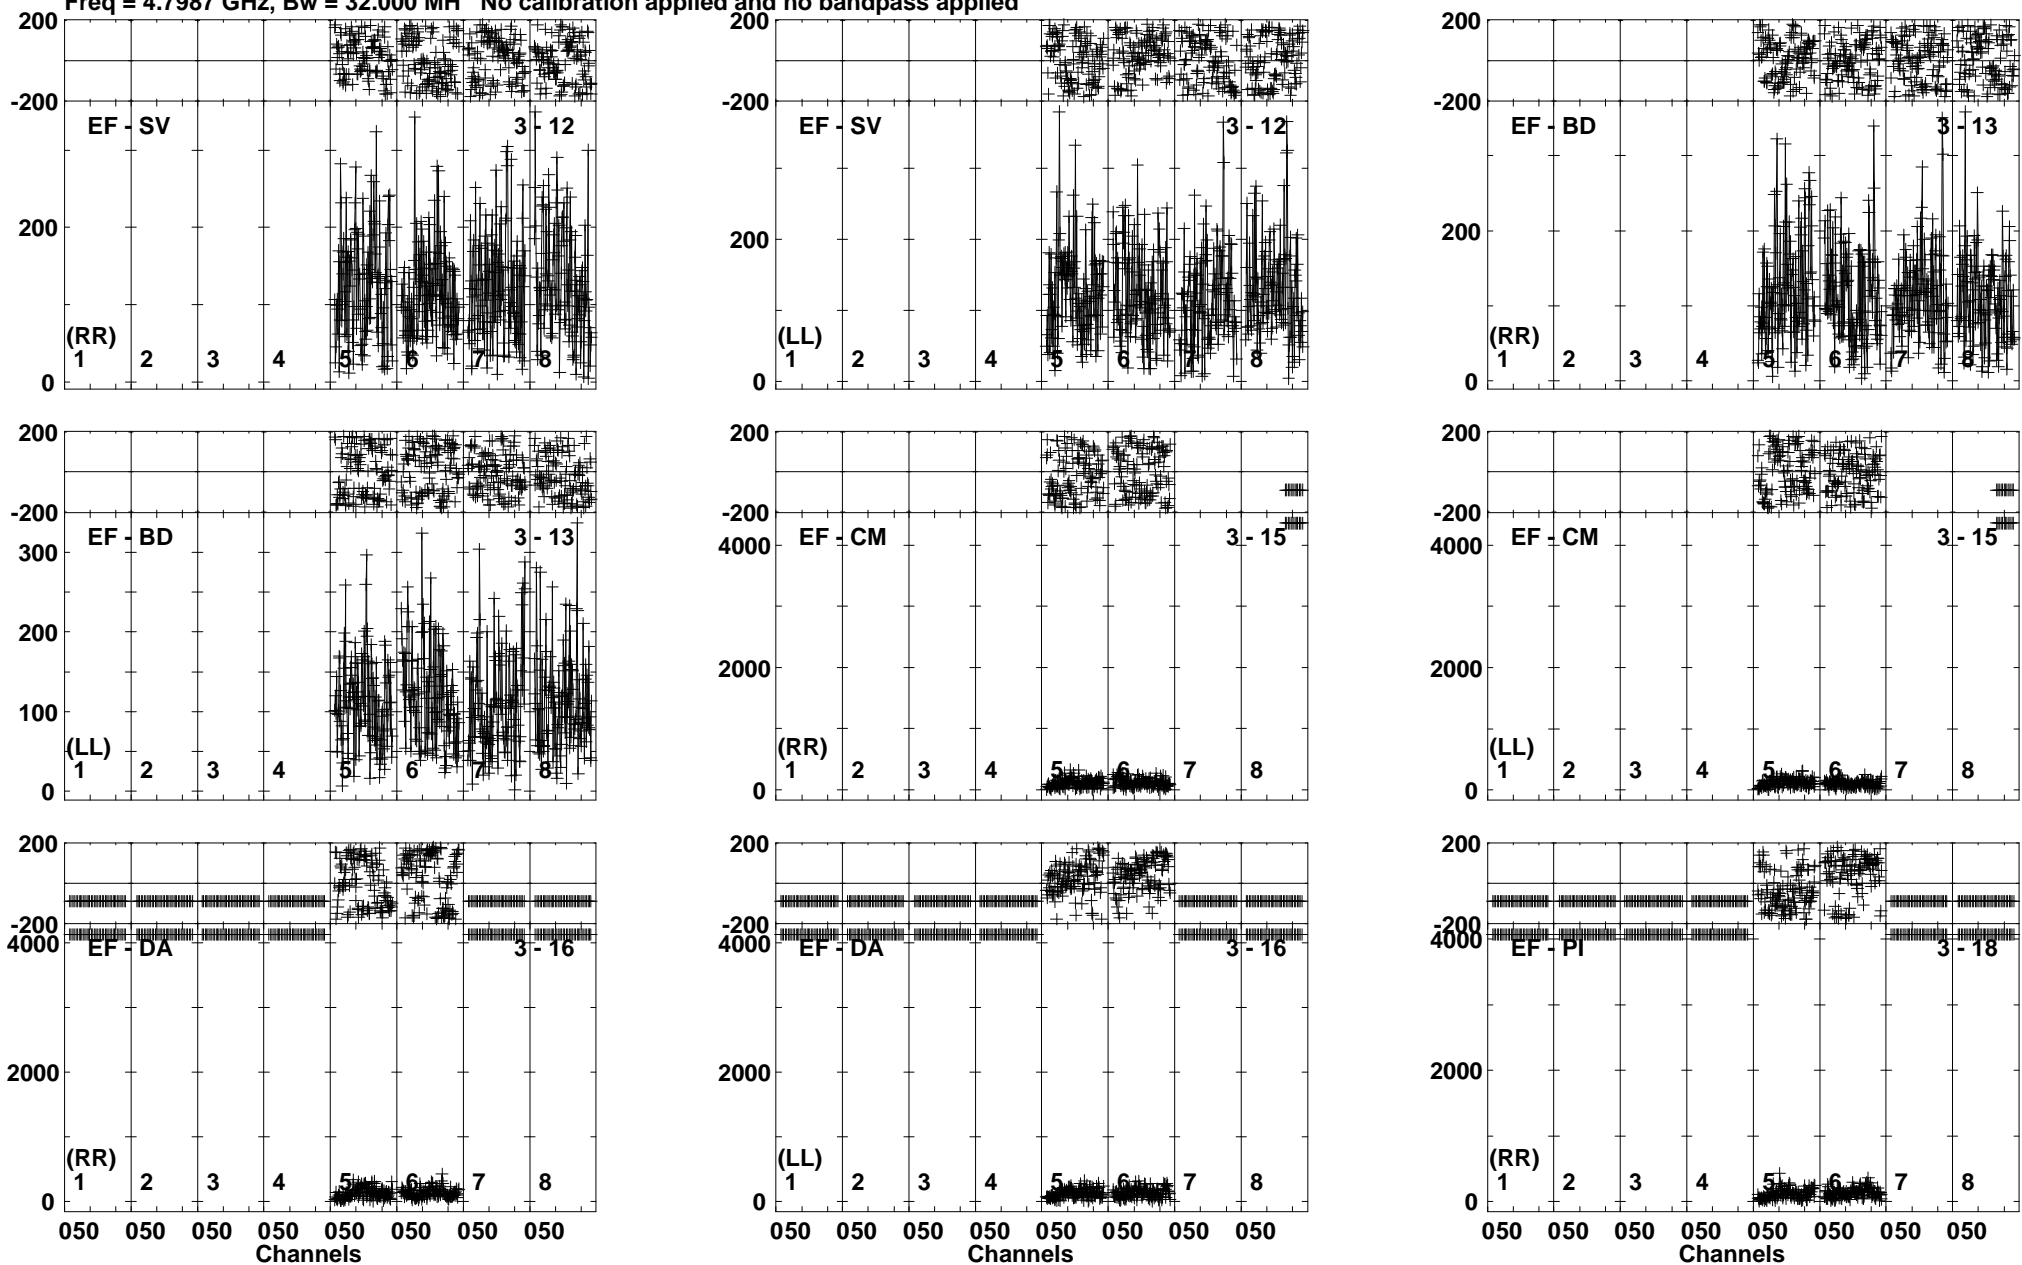 Freq = 4.7987 GHz, Bw = 32.000 MH No calibration applied and no bandpass applied
200
-200
EF - SV 3 - 12
200
(RR)
1 2 3 4 5 6 7 8
0
200
-200
EF - SV 3 - 12
200
(LL)
1 2 3 4 5 6 7 8
0
200
-200
EF - BD 3 - 13
200
(RR)
1 2 3 4 5 6 7 8
0
200
-200
EF - BD 3 - 13
300
200
100
(LL)
1 2 3 4 5 6 7 8
0
200
-200
EF - CM 3 - 15
4000
2000
(RR)
1 2 3 4 5 6 7 8
0
200
-200
EF - CM 3 - 15
4000
2000
(LL)
1 2 3 4 5 6 7 8
0
200
-200
4000
EF - DA 3 - 16
2000
(RR)
1 2 3 4 5 6 7 8
0
050 050 050 050 050 050 050 050
Channels
200
-200
4000
EF - DA 3 - 16
2000
(LL)
1 2 3 4 5 6 7 8
0
050 050 050 050 050 050 050 050
Channels
200
-200
4000
EF - PI 3 - 18
2000
(RR)
1 2 3 4 5 6 7 8
0
050 050 050 050 050 050 050 050
Channels